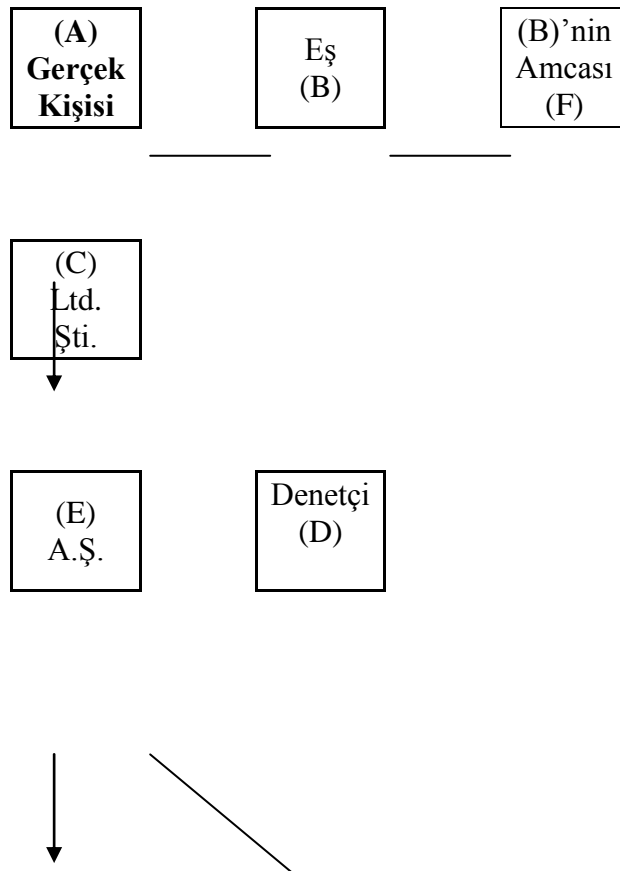 (A)
Gerçek
Kişisi
Eş
(B)
(B)’nin
Amcası
(F)
(C)
Ltd.
Şti.
(E)
A.Ş.
Denetçi
(D)